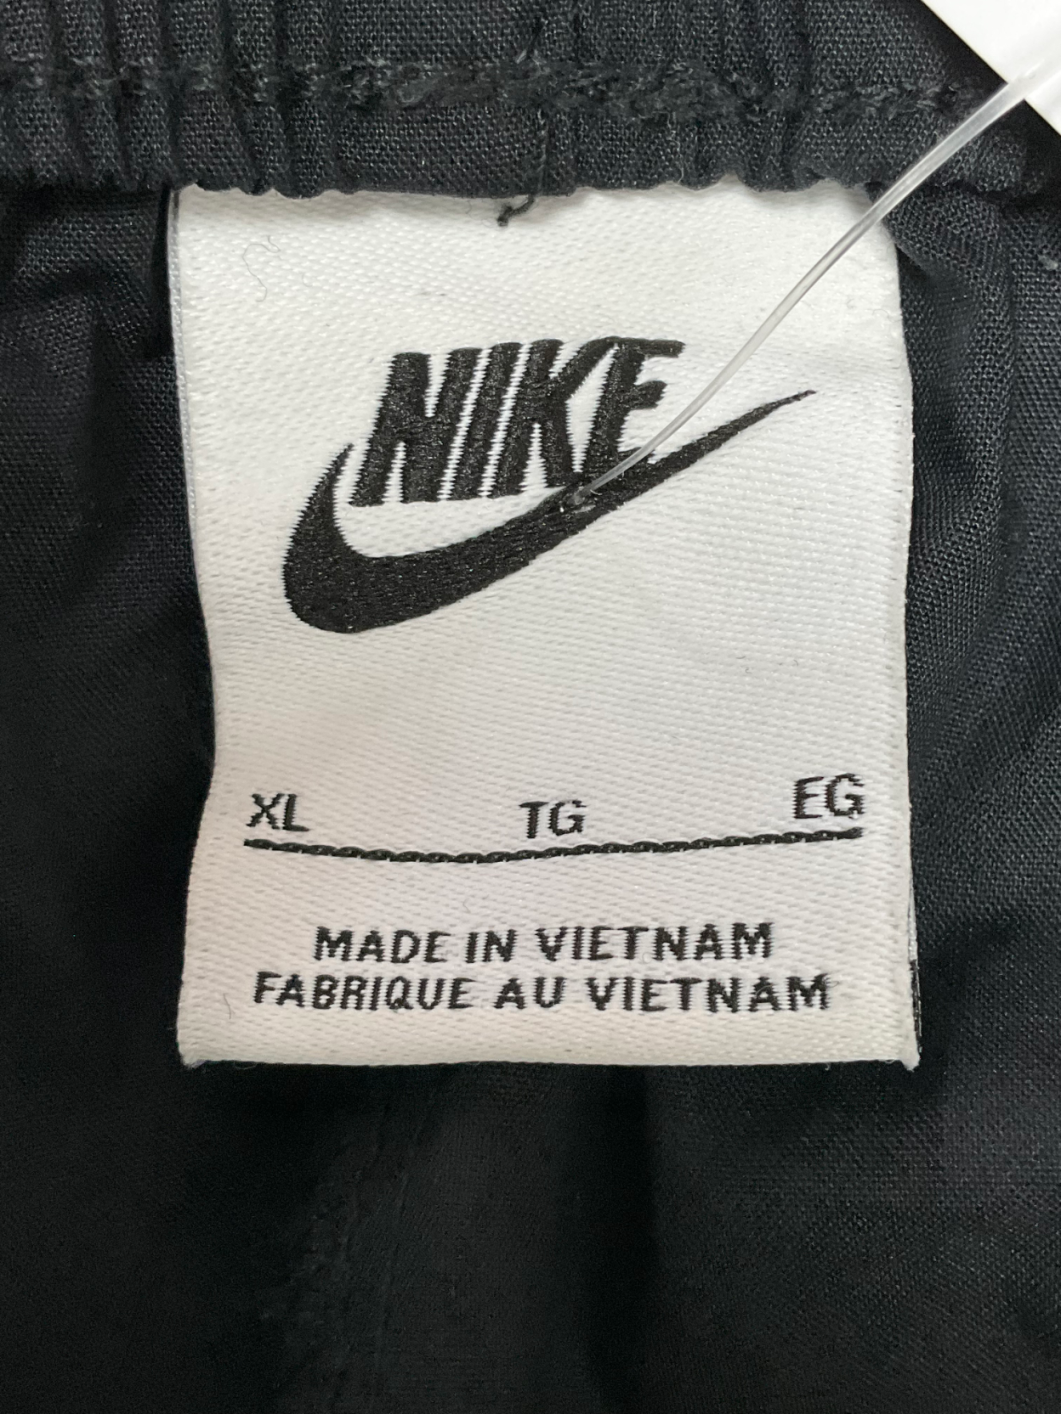 NIKE
XL TG EG
MADE IN VIETNAM
FABRIQUE AU VIETNAM